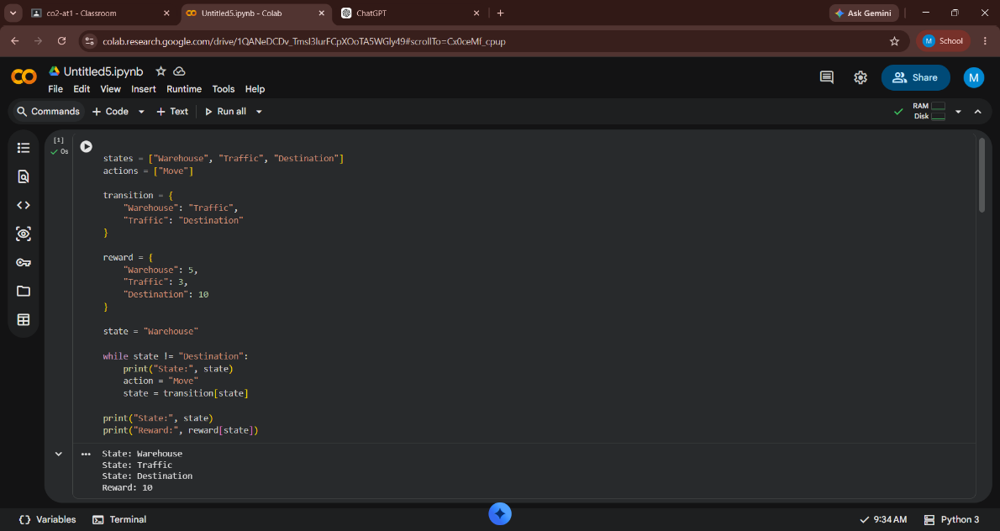 co2-at1 - Classroom
Untitled5.ipynb - Colab
ChatGPT
Ask Gemini
colab.research.google.com/drive/1QANeDCDv_Tmsl3lurFCpXOoTA5WGly49#scrollTo=Cx0ceMf_cpup
M School
CO Untitled5.ipynb
File Edit View Insert Runtime Tools Help
Share
M
Commands + Code + Text Run all
RAM
Disk
[1]
0s
states = ["Warehouse", "Traffic", "Destination"]
actions = ["Move"]
transition = {
"Warehouse": "Traffic",
"Traffic": "Destination"
}
reward = {
"Warehouse": 5,
"Traffic": 3,
"Destination": 10
}
state = "Warehouse"
while state != "Destination":
print("State:", state)
action = "Move"
state = transition[state]
print("State:", state)
print("Reward:", reward[state])
State: Warehouse
State: Traffic
State: Destination
Reward: 10
{} Variables Terminal
9:34 AM Python 3